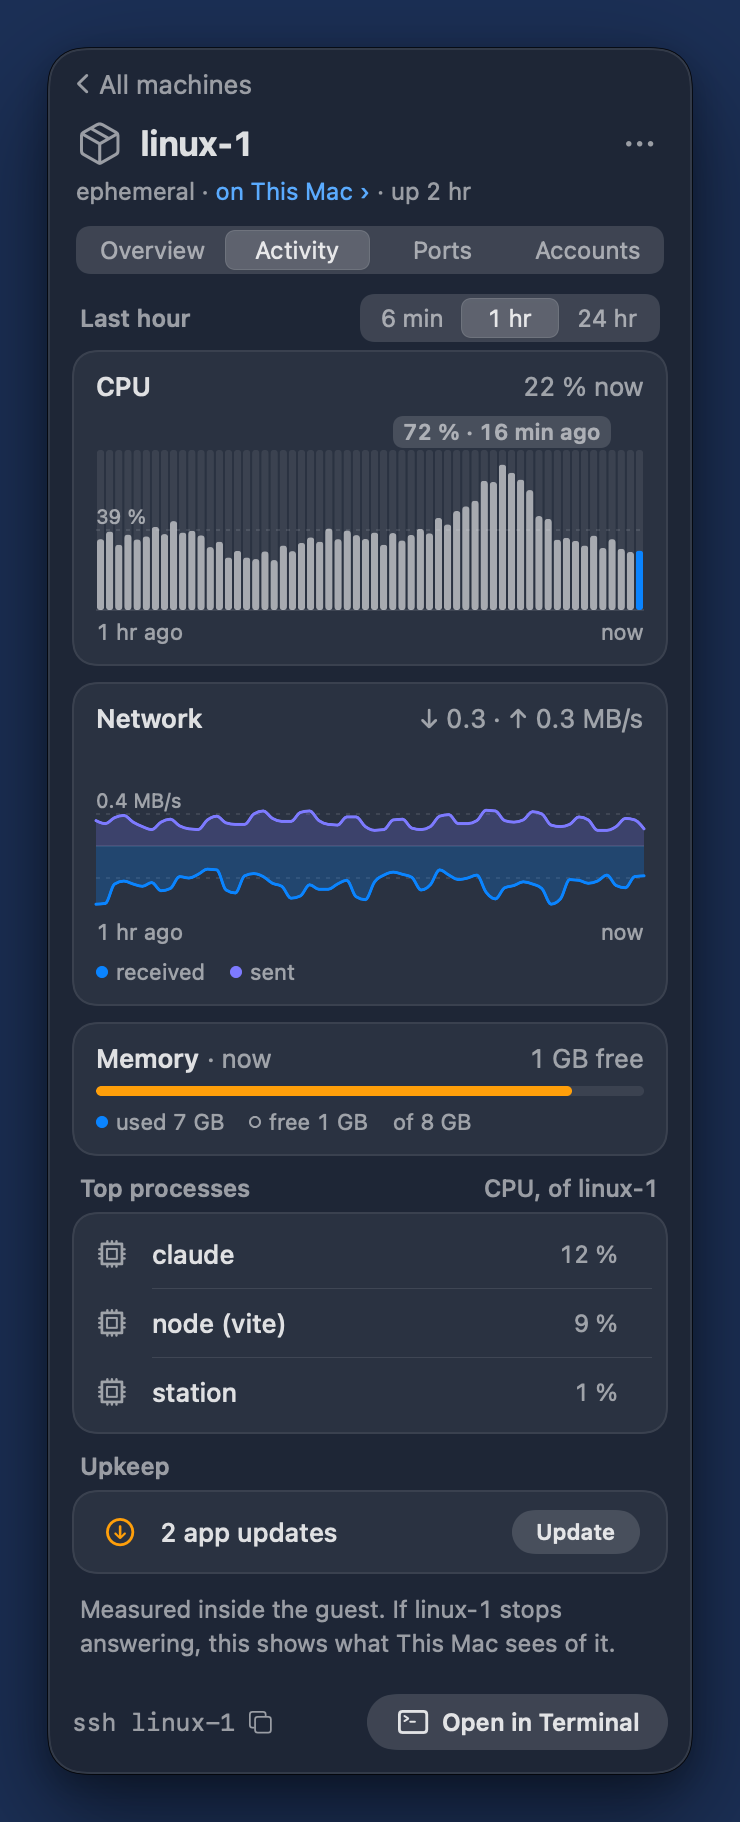 All machines
linux-1
ephemeral · on This Mac › · up 2 hr
Overview Activity Ports Accounts
Last hour 6 min 1 hr 24 hr
CPU 22 % now
72 % · 16 min ago
39 %
1 hr ago now
Network ↓ 0.3 · ↑ 0.3 MB/s
0.4 MB/s
1 hr ago now
received sent
Memory · now 1 GB free
used 7 GB free 1 GB of 8 GB
Top processes CPU, of linux-1
claude 12 %
node (vite) 9 %
station 1 %
Upkeep
2 app updates Update
Measured inside the guest. If linux-1 stops
answering, this shows what This Mac sees of it.
ssh linux-1 Open in Terminal